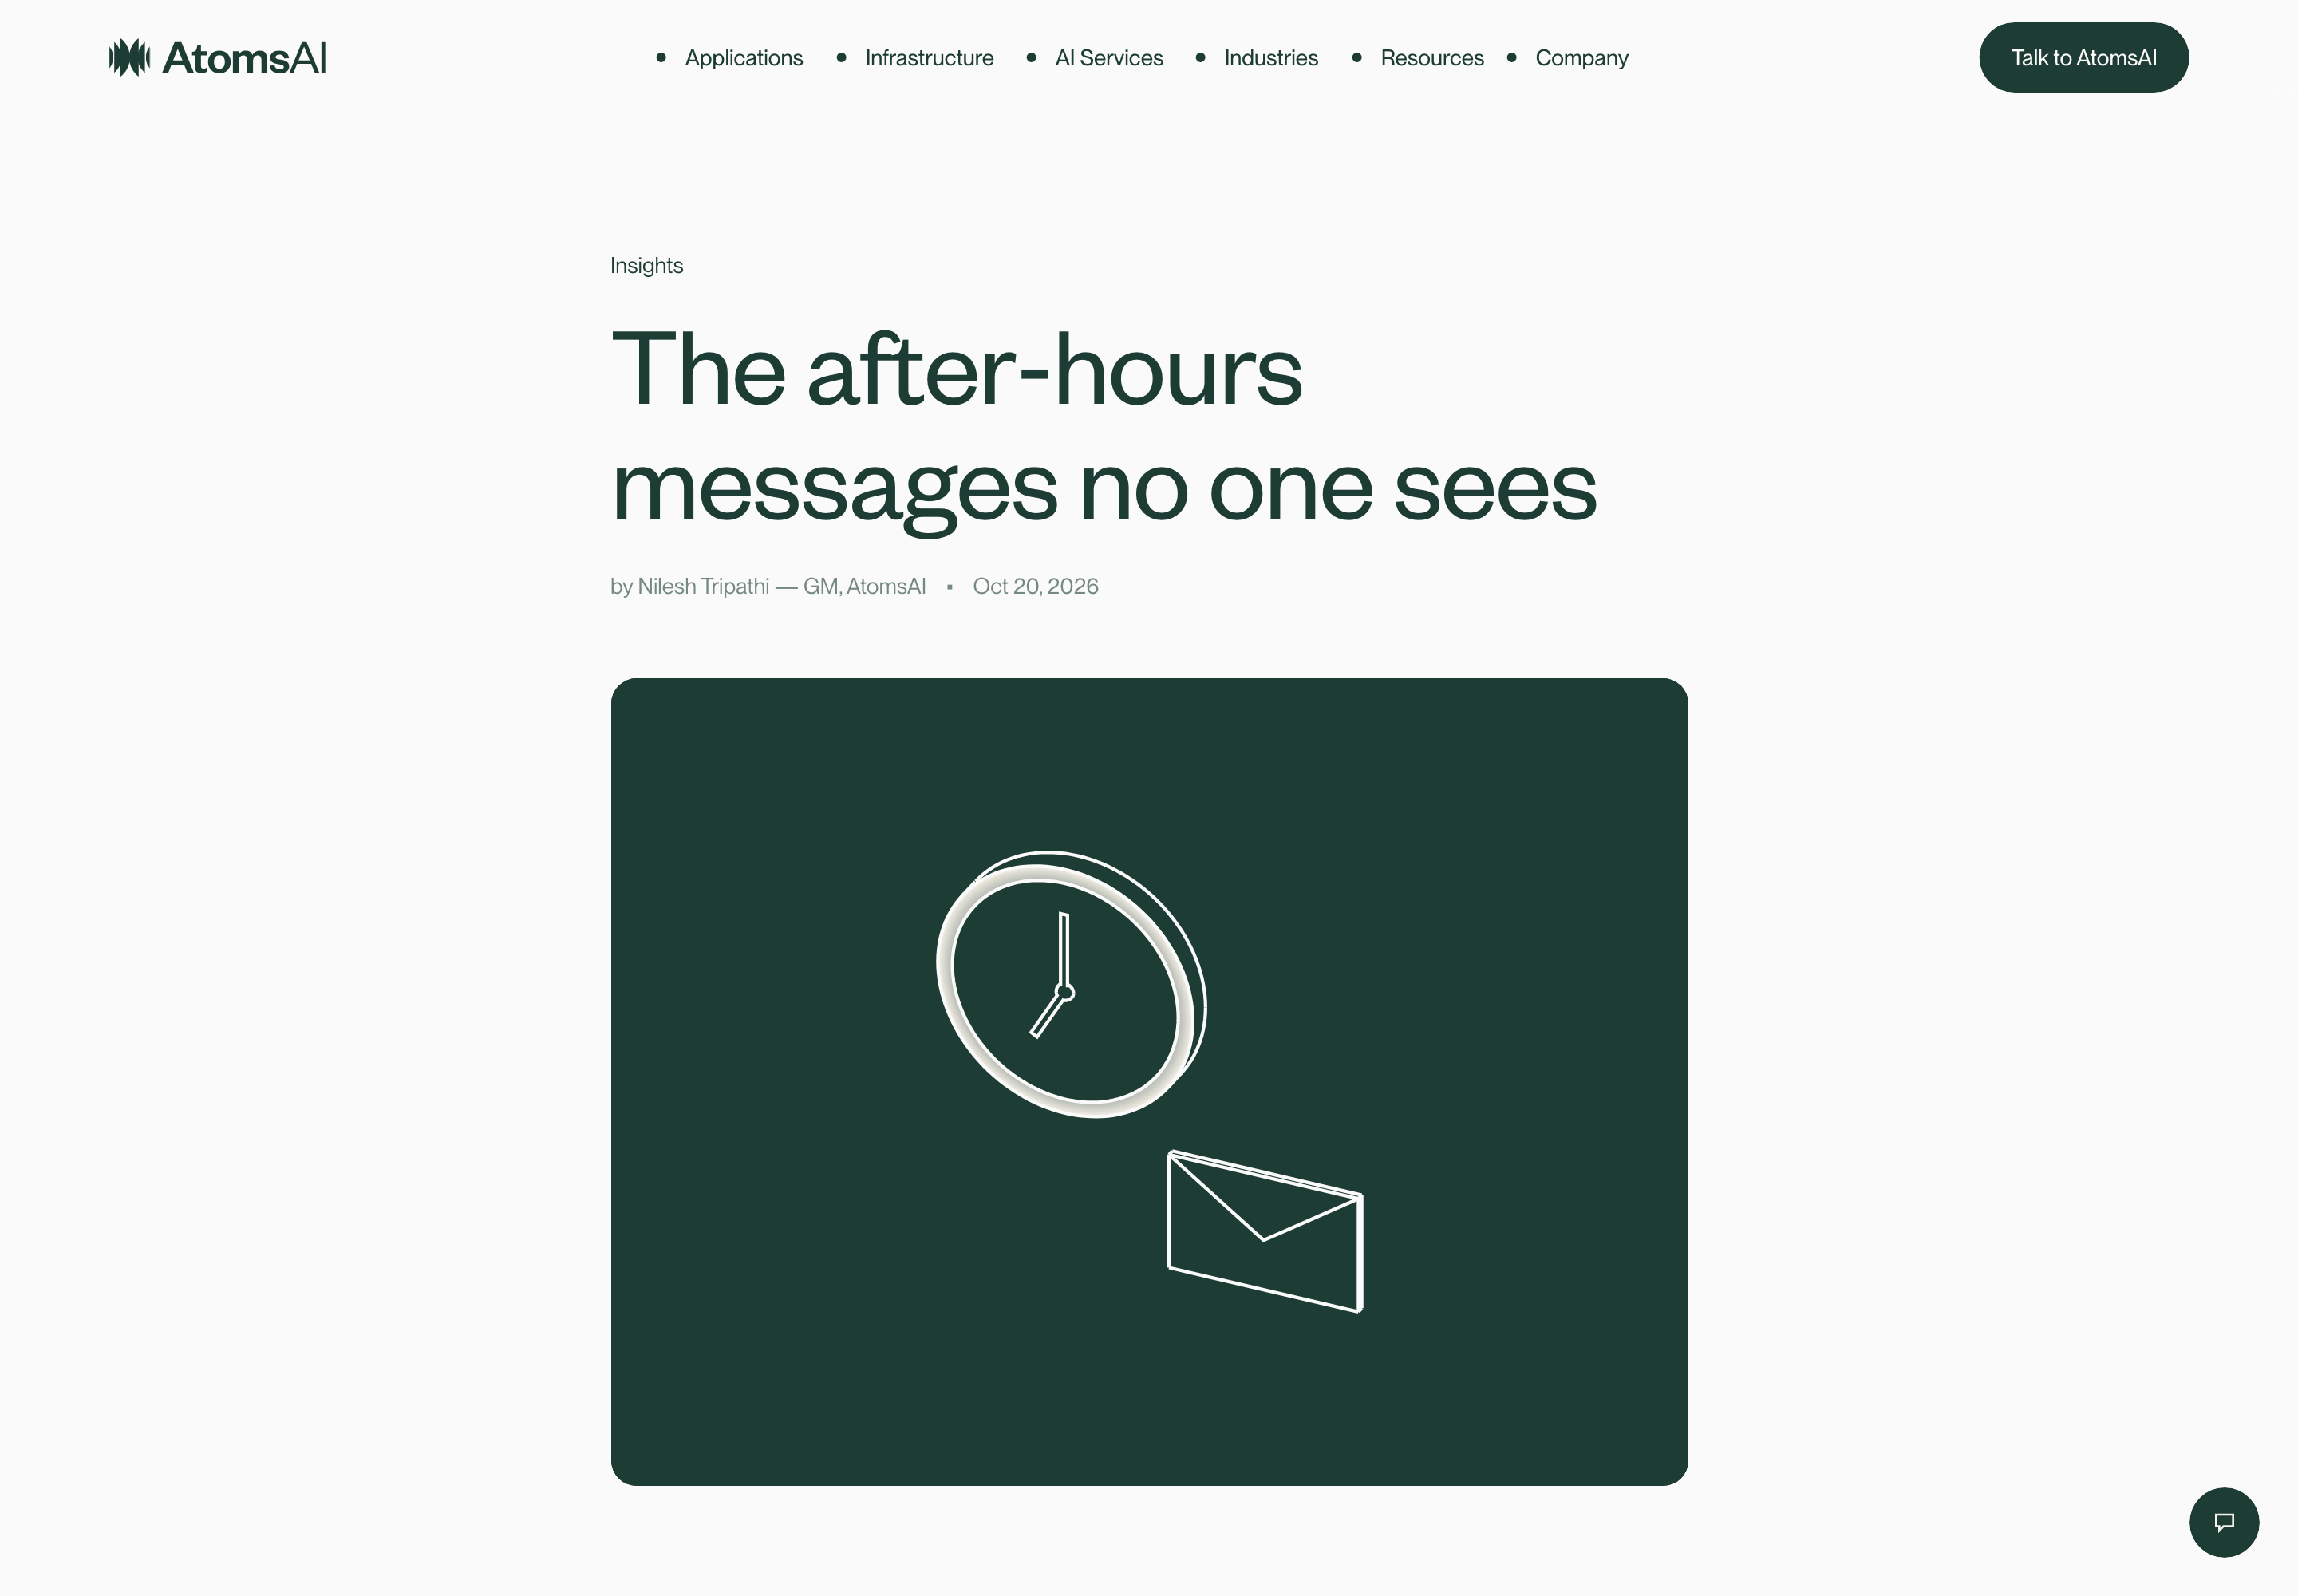 AtomsAI
Applications
Infrastructure
AI Services
Industries
Resources
Company
Talk to AtomsAI
Insights
The after-hours
messages no one sees
by Nilesh Tripathi — GM, AtomsAI ▪ Oct 20, 2026